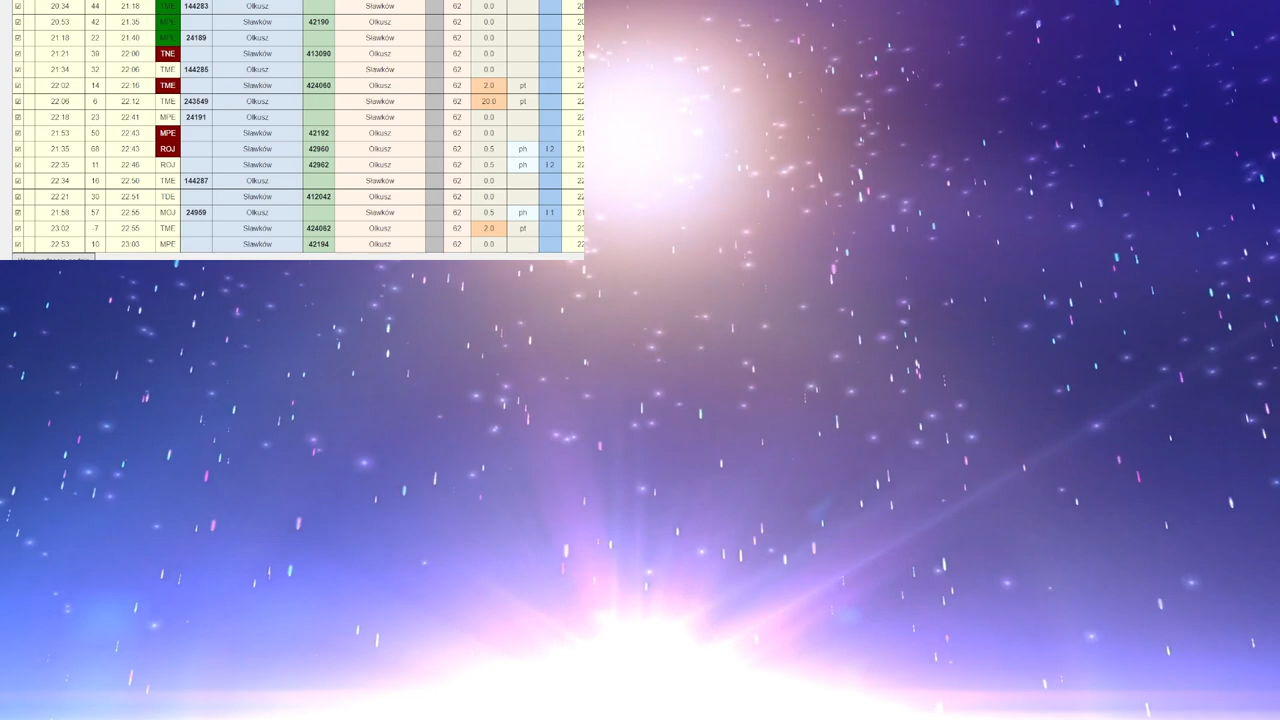 20:34 44 21:18 TME 144283 Olkusz Sławków 62 0.0
20:53 42 21:35 MPE Sławków 42190 Olkusz 62 0.0
21:18 22 21:40 MPE 24189 Olkusz Sławków 62 0.0
21:21 39 22:00 TNE Sławków 413090 Olkusz 62 0.0
21:34 32 22:06 TME 144285 Olkusz Sławków 62 0.0
22:02 14 22:16 TME Sławków 424060 Olkusz 62 2.0 pt
22:06 6 22:12 TME 243549 Olkusz Sławków 62 20.0 pt
22:18 23 22:41 MPE 24191 Olkusz Sławków 62 0.0
21:53 50 22:43 MPE Sławków 42192 Olkusz 62 0.0
21:35 68 22:43 ROJ Sławków 42960 Olkusz 62 0.5 ph I 2
22:35 11 22:46 ROJ Sławków 42962 Olkusz 62 0.5 ph I 2
22:34 16 22:50 TME 144287 Olkusz Sławków 62 0.0
22:21 30 22:51 TDE Sławków 412042 Olkusz 62 0.0
21:58 57 22:55 MOJ 24959 Olkusz Sławków 62 0.5 ph I 1
23:02 -7 22:55 TME Sławków 424062 Olkusz 62 2.0 pt
22:53 10 23:03 MPE Sławków 42194 Olkusz 62 0.0